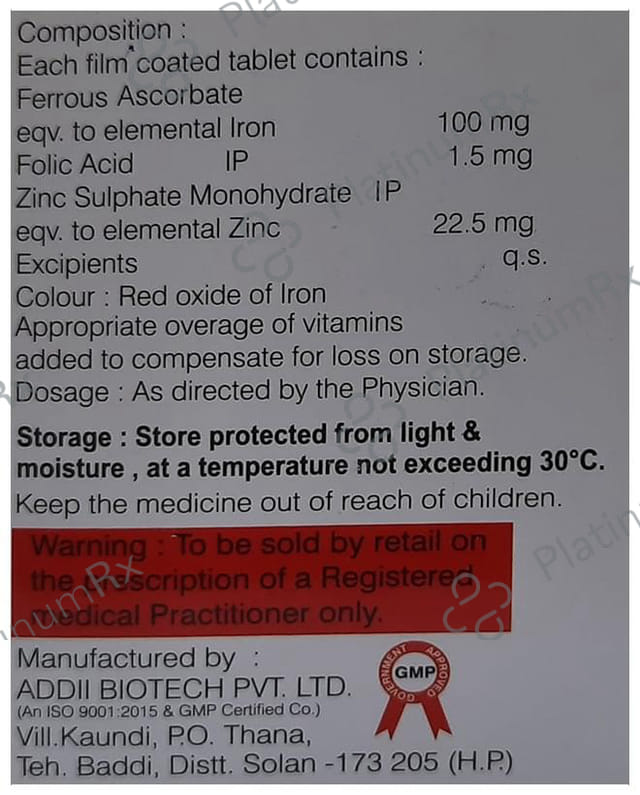 Composition :
Each film coated tablet contains :
Ferrous Ascorbate
eqv. to elemental Iron 100 mg
Folic Acid IP 1.5 mg
Zinc Sulphate Monohydrate IP
eqv. to elemental Zinc 22.5 mg
Excipients q.s.
Colour : Red oxide of Iron
Appropriate overage of vitamins
added to compensate for loss on storage.
Dosage : As directed by the Physician.
Storage : Store protected from light &
moisture , at a temperature not exceeding 30°C.
Keep the medicine out of reach of children.
Warning : To be sold by retail on
the prescription of a Registered
medical Practitioner only.
Manufactured by :
ADDII BIOTECH PVT. LTD.
(An ISO 9001:2015 & GMP Certified Co.)
Vill.Kaundi, P.O. Thana,
Teh. Baddi, Distt. Solan -173 205 (H.P.)
GOVERNMENT APPROVED
GMP
PlatinumRx